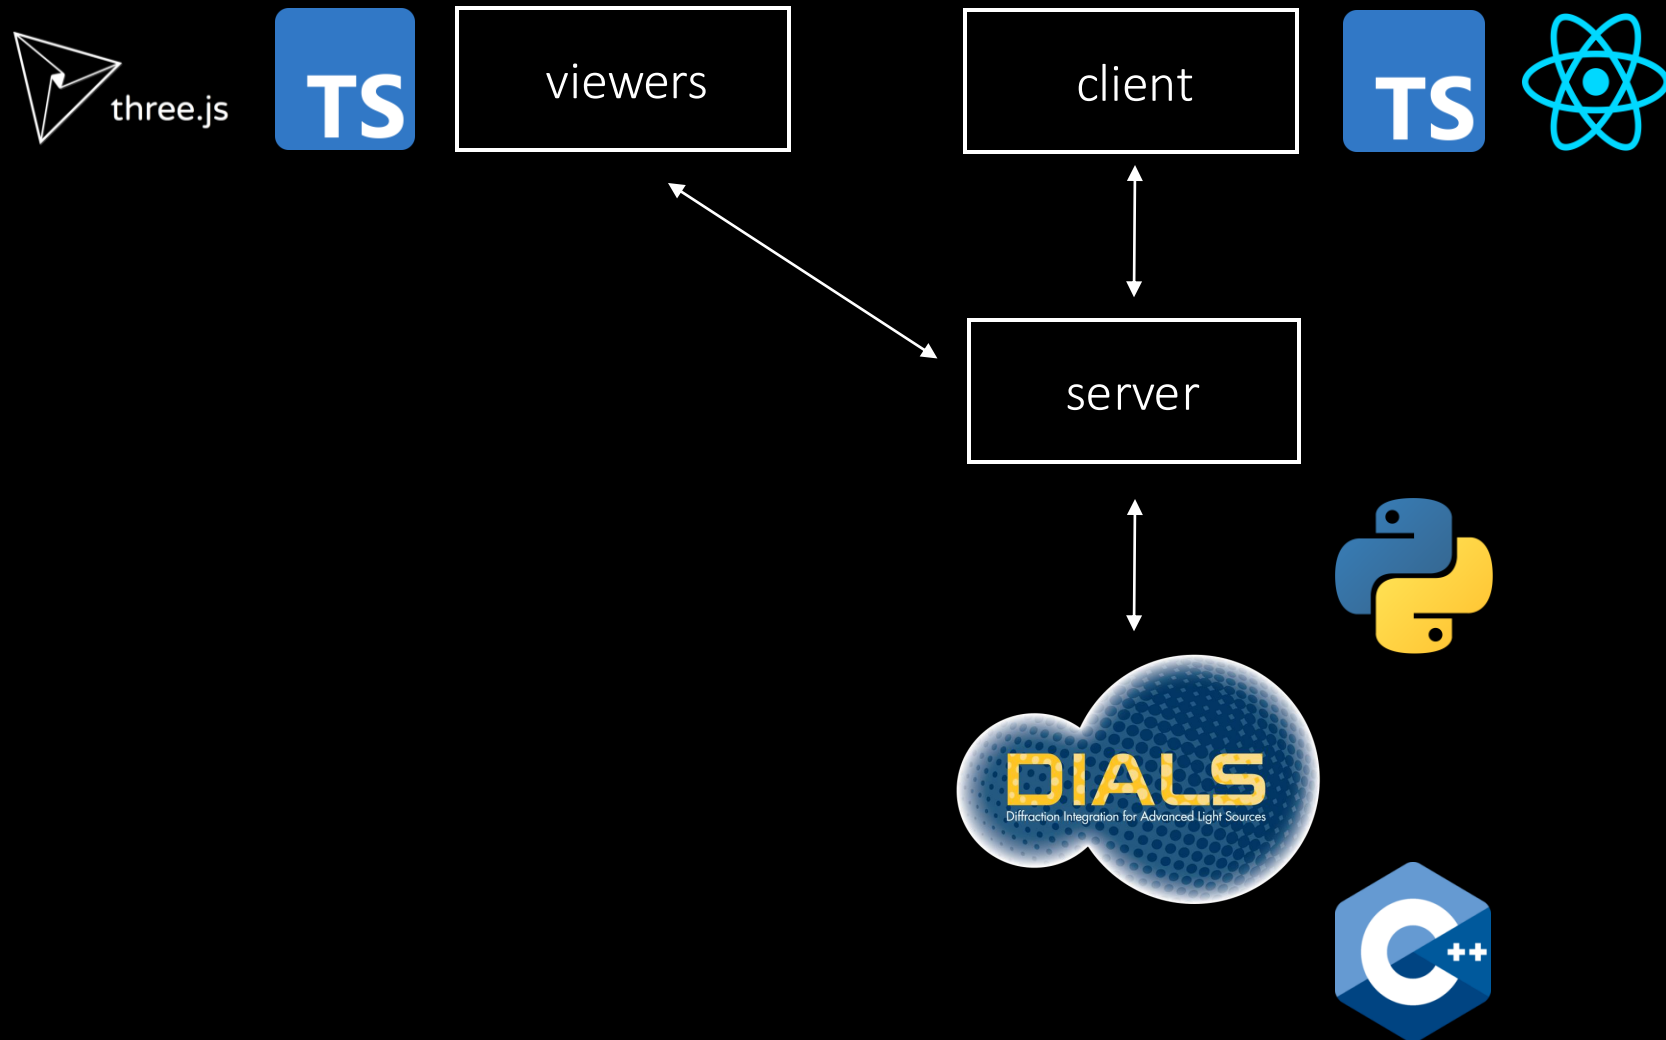 three.js
TS
viewers
client
TS
server
DIALS
Diffraction Integration for Advanced Light Sources
C++